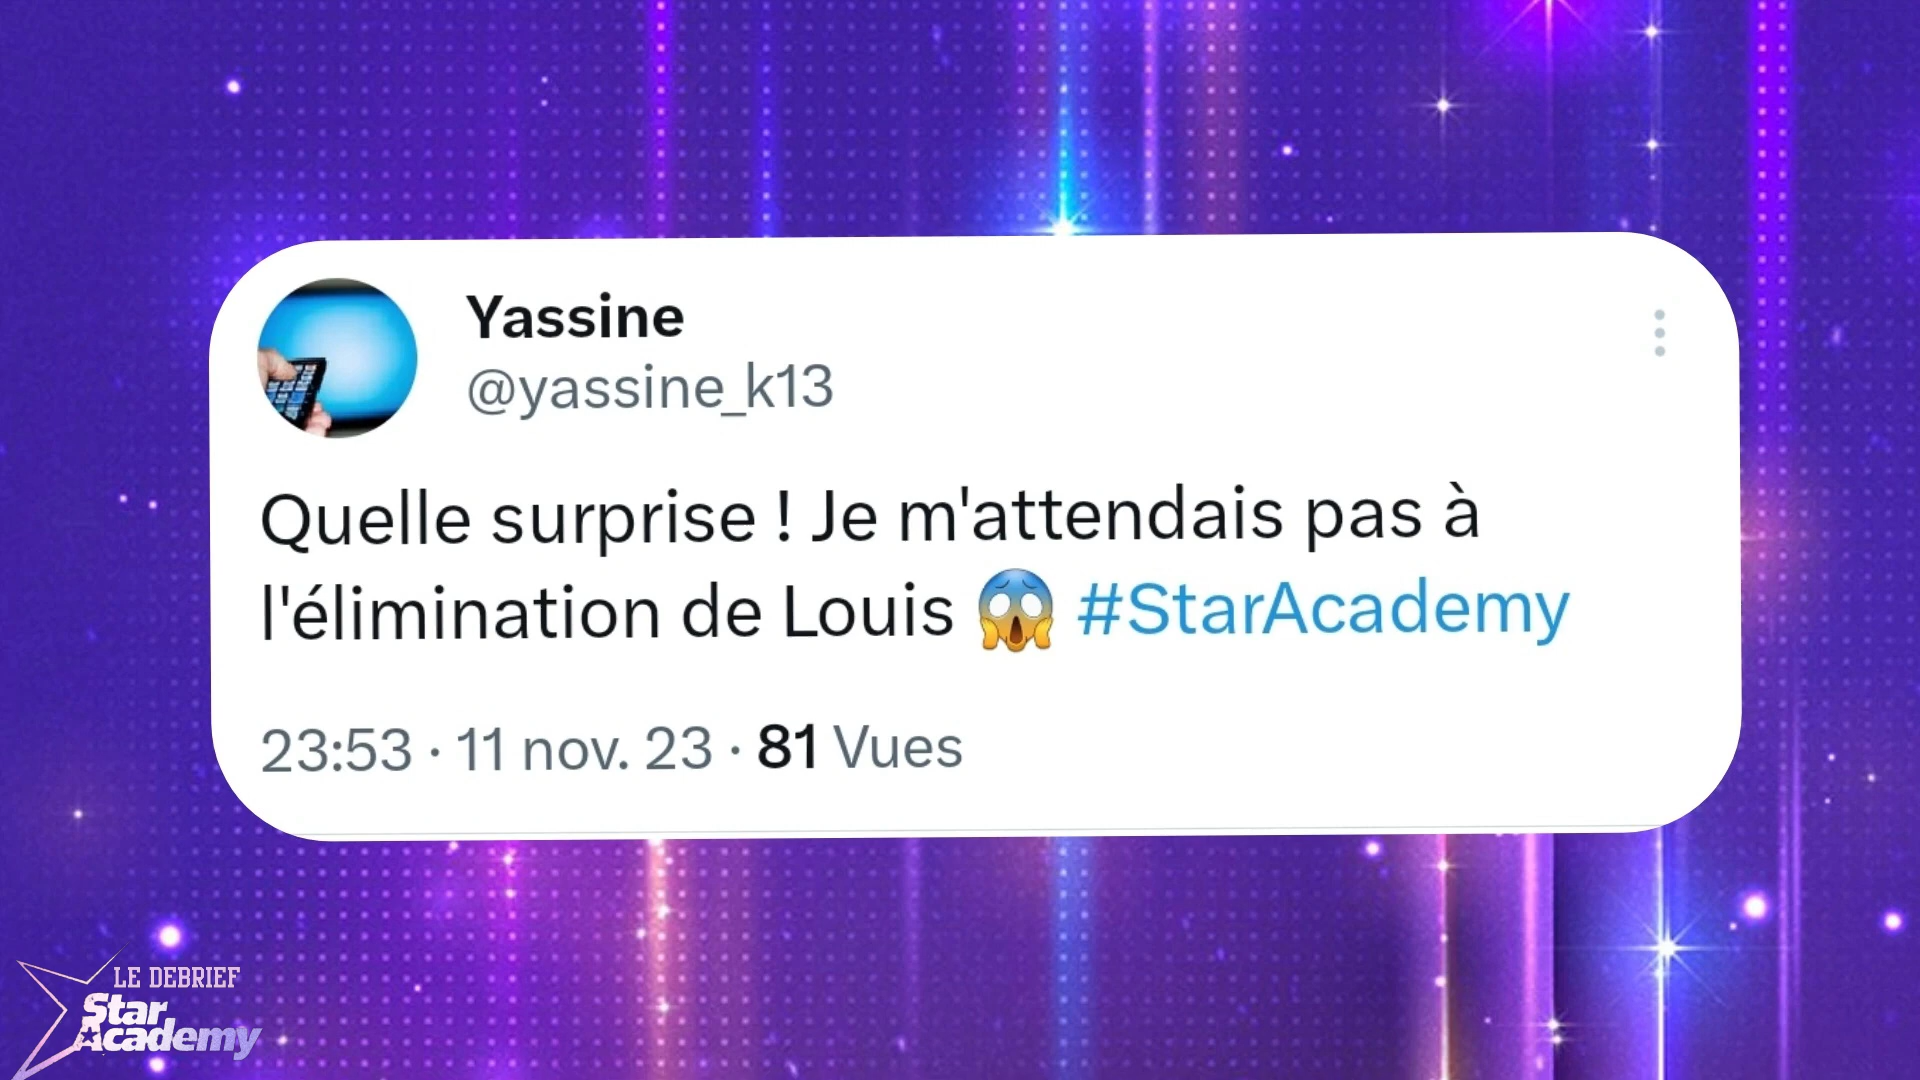 Yassine
@yassine_k13
Quelle surprise ! Je m'attendais pas à
l'élimination de Louis 😱 #StarAcademy
23:53 · 11 nov. 23 · 81 Vues
LE DEBRIEF
Star
Academy